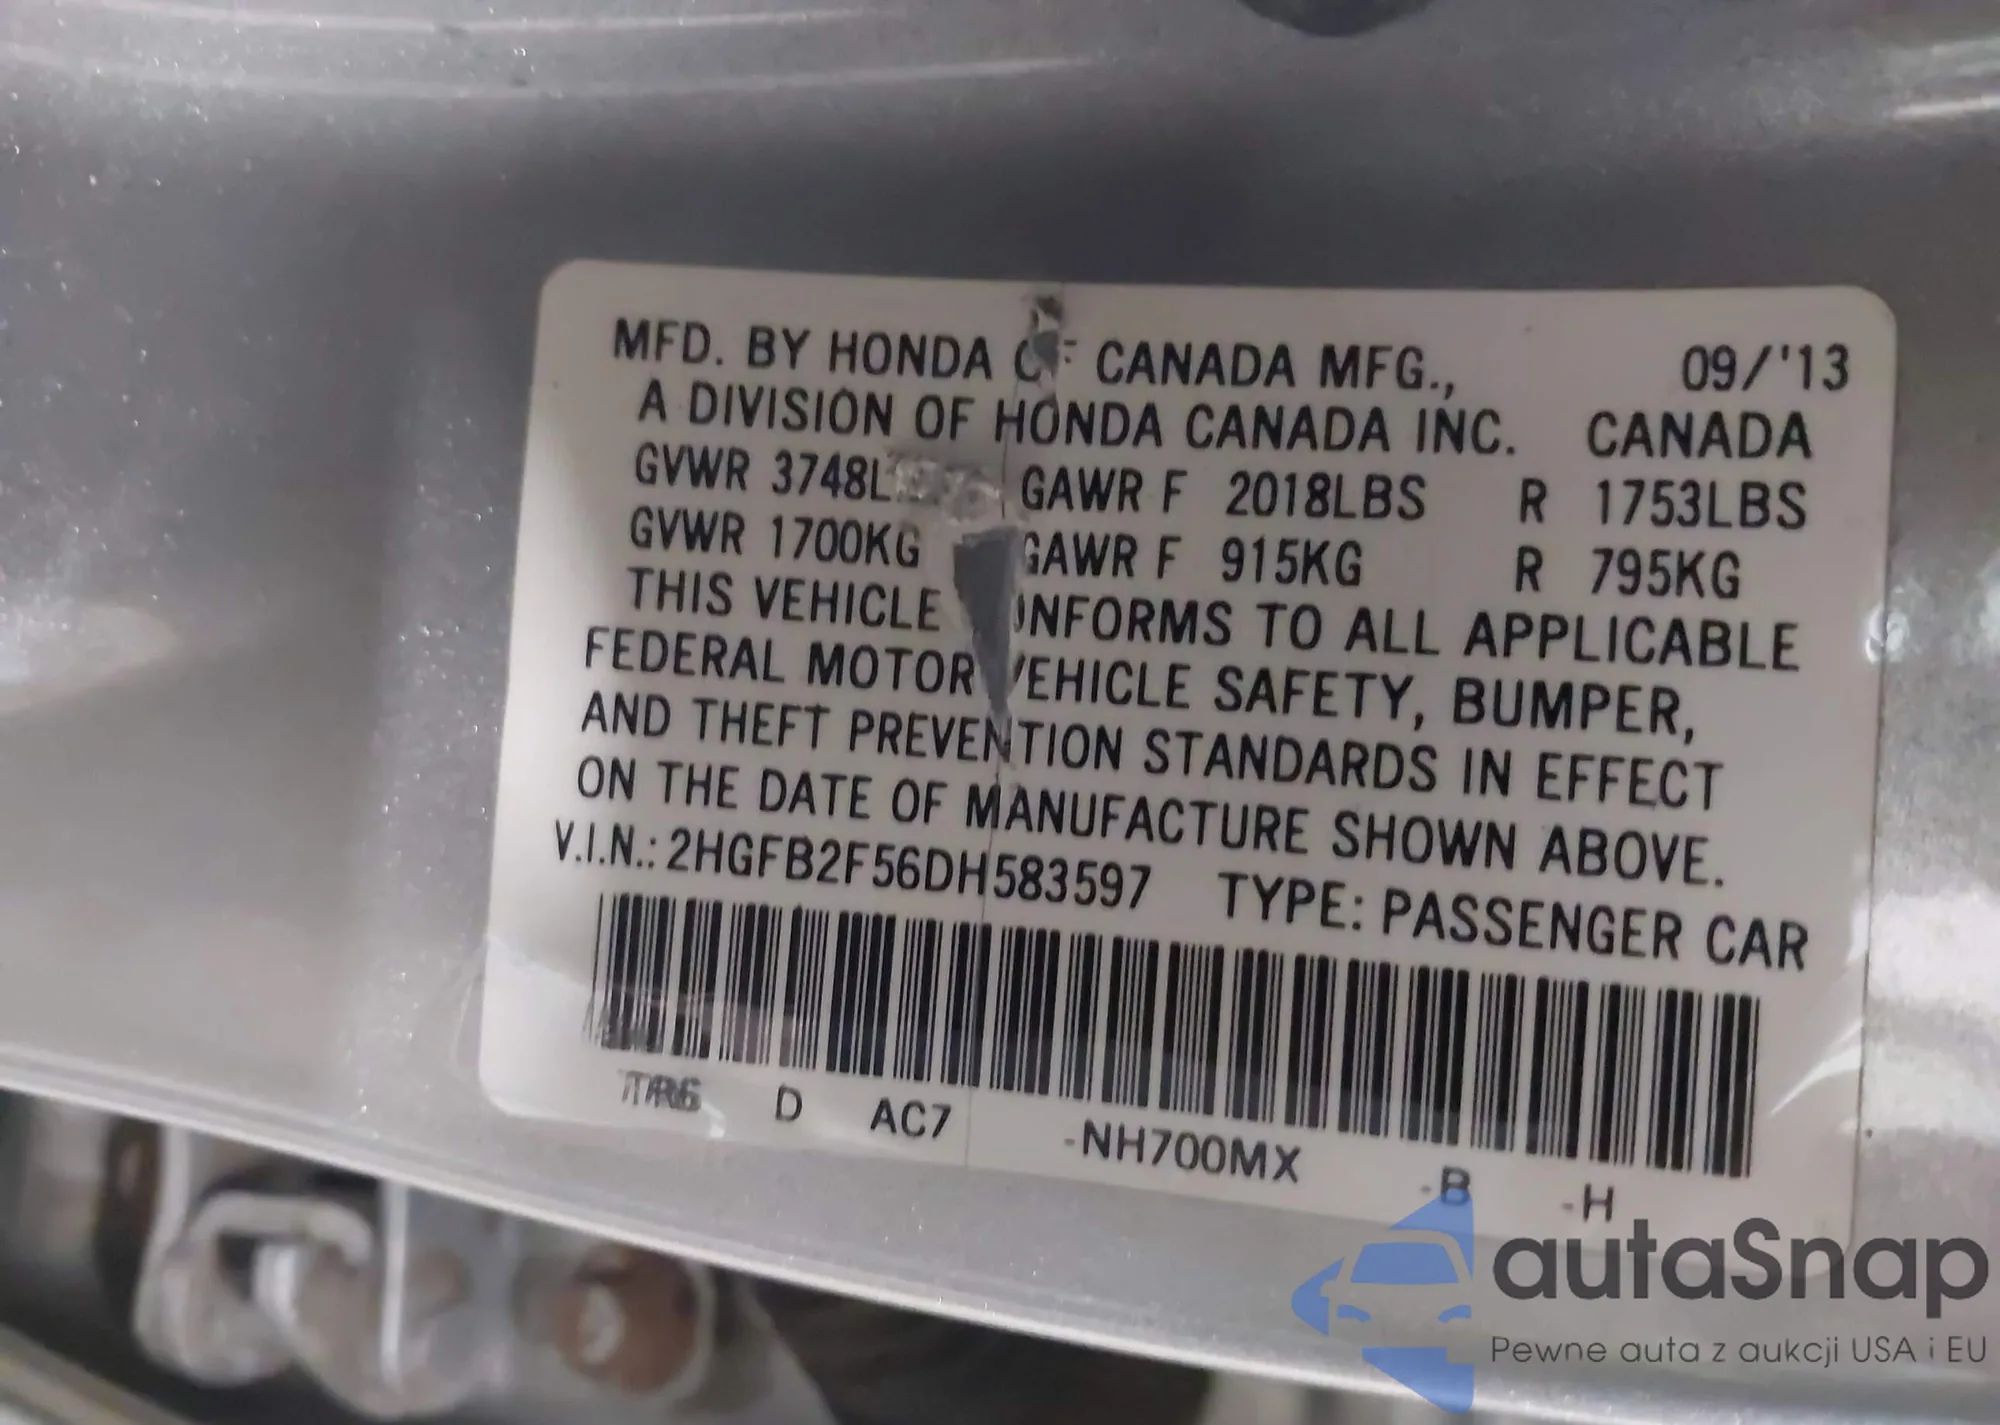 MFD. BY HONDA OF CANADA MFG., 09/'13
A DIVISION OF HONDA CANADA INC. CANADA
GVWR 3748L GAWR F 2018LBS R 1753LBS
GVWR 1700KG GAWR F 915KG R 795KG
THIS VEHICLE CONFORMS TO ALL APPLICABLE
FEDERAL MOTOR VEHICLE SAFETY, BUMPER,
AND THEFT PREVENTION STANDARDS IN EFFECT
ON THE DATE OF MANUFACTURE SHOWN ABOVE.
V.I.N.: 2HGFB2F56DH583597 TYPE: PASSENGER CAR
TR6 D AC7 -NH700MX -B -H
autaSnap
Pewne auta z aukcji USA i EU